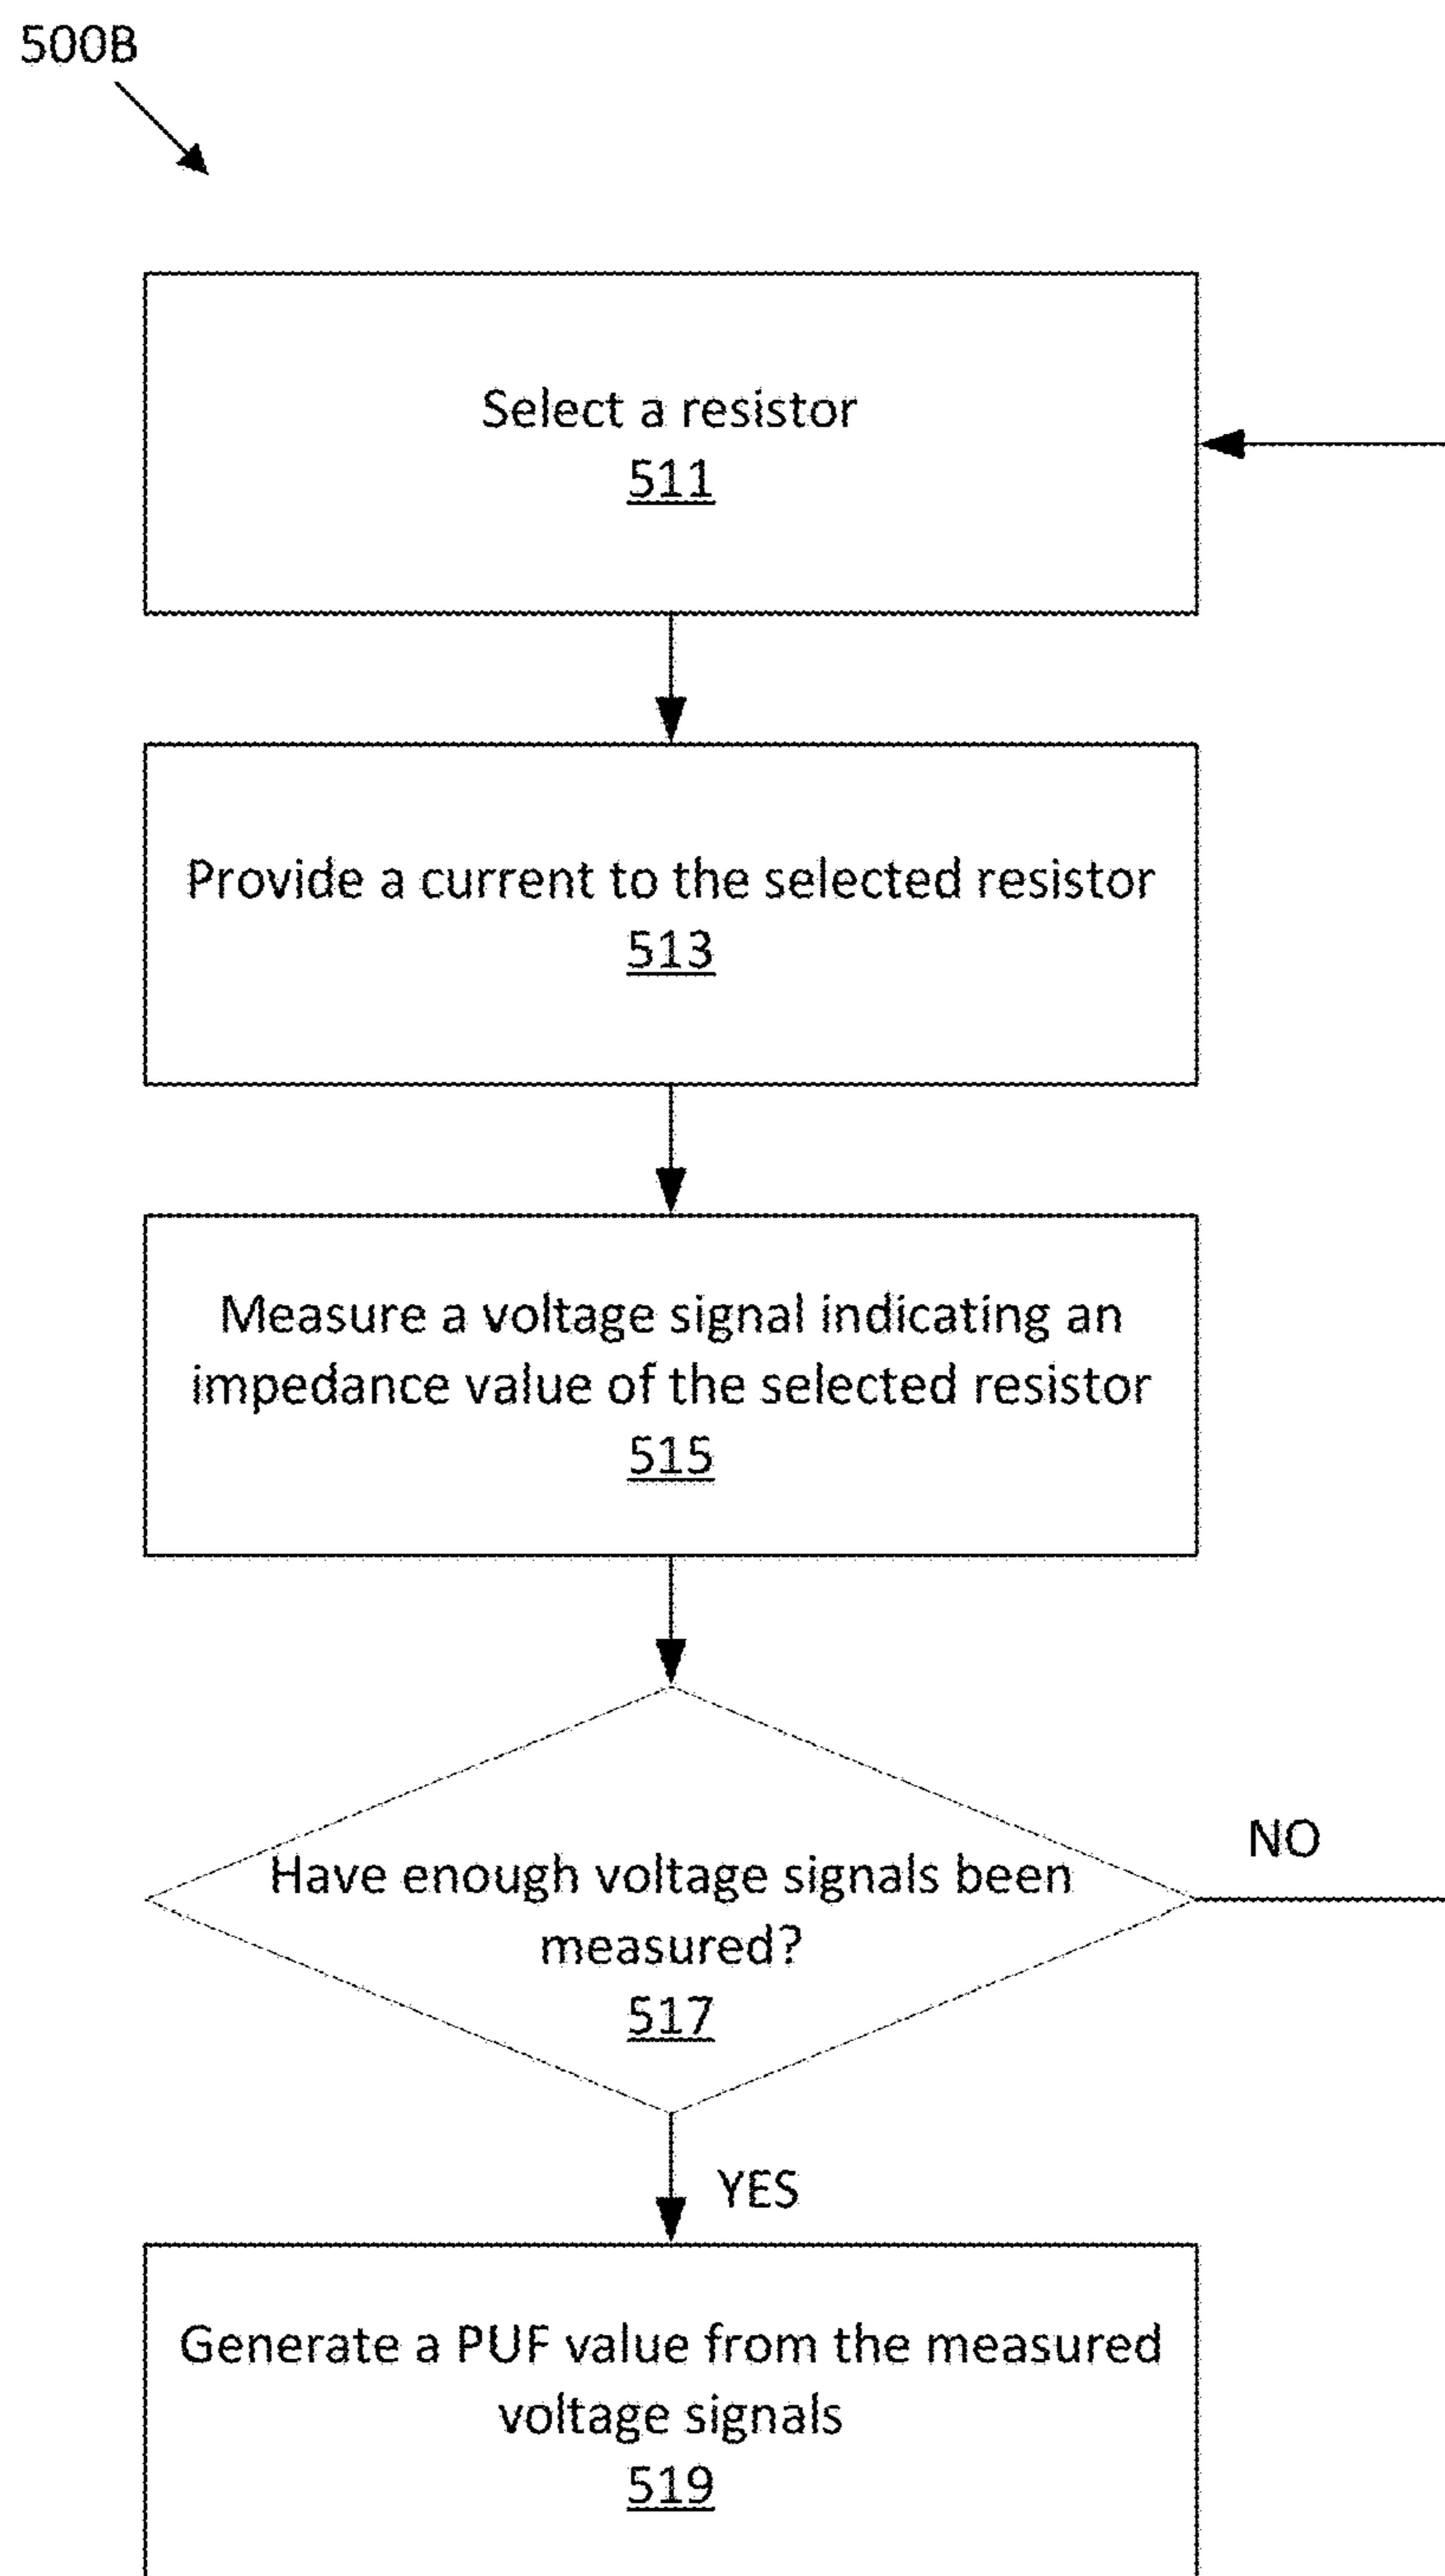 500B
Select a resistor
511
Provide a current to the selected resistor
513
Measure a voltage signal indicating an
impedance value of the selected resistor
515
Have enough voltage signals been
measured?
517
NO
YES
Generate a PUF value from the measured
voltage signals
519